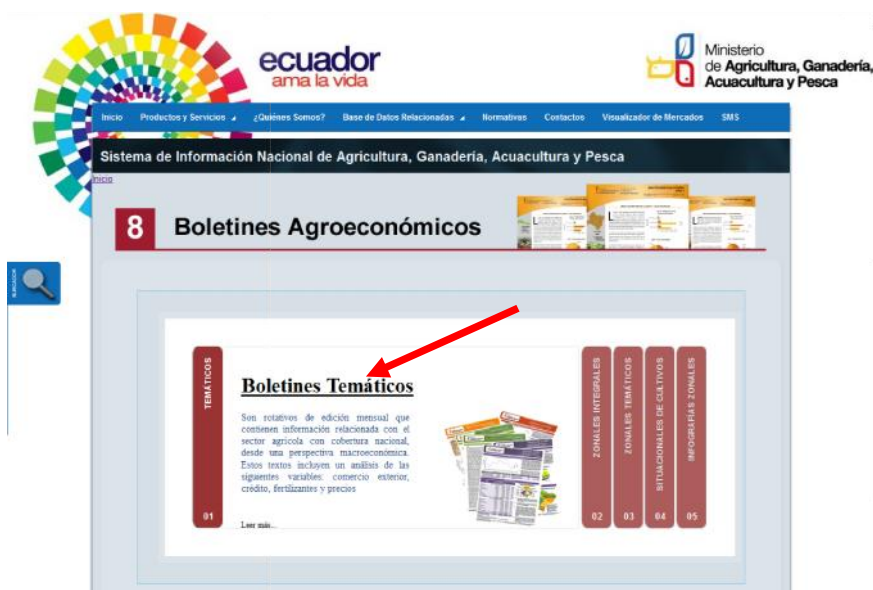 ecuador
ama la vida
Ministerio
de Agricultura, Ganadería,
Acuacultura y Pesca
Inicio Productos y Servicios ¿Quiénes Somos? Base de Datos Relacionadas Normativas Contactos Visualizador de Mercados SMS
Sistema de Información Nacional de Agricultura, Ganadería, Acuacultura y Pesca
Inicio
8 Boletines Agroeconómicos
BUSCADOR
TEMÁTICOS
01
Boletines Temáticos
Son rotativos de edición mensual que
contienen información relacionada con el
sector agrícola con cobertura nacional,
desde una perspectiva macroeconómica.
Estos textos incluyen un análisis de las
siguientes variables: comercio exterior,
crédito, fertilizantes y precios
Leer más...
ZONALES INTEGRALES
02
ZONALES TEMÁTICOS
03
SITUACIONALES DE CULTIVOS
04
INFOGRAFÍAS ZONALES
05